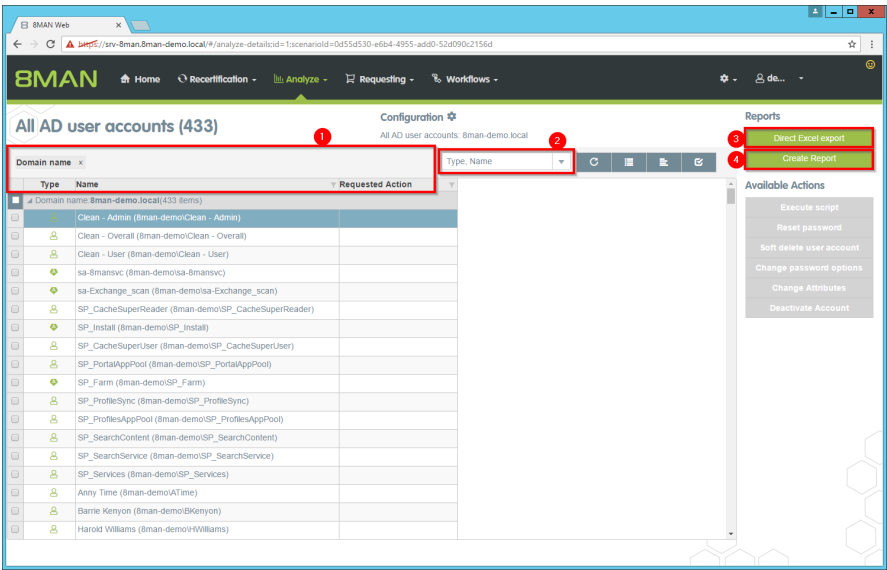 8MAN Web
https://srv-8man.8man-demo.local/#/analyze-details;id=1;scenarioId=0d55d530-e6b4-4955-add0-52d090c2156d
8MAN
Home
Recertification
Analyze
Requesting
Workflows
de...
All AD user accounts (433)
Configuration
All AD user accounts: 8man-demo.local
Reports
1
2
3
Direct Excel export
4
Create Report
Domain name x
Type, Name
Available Actions
Execute script
Reset password
Soft delete user account
Change password options
Change Attributes
Deactivate Account
Type Name Requested Action
Domain name:8man-demo.local(433 items)
Clean - Admin (8man-demo\Clean - Admin)
Clean - Overall (8man-demo\Clean - Overall)
Clean - User (8man-demo\Clean - User)
sa-8mansvc (8man-demo\sa-8mansvc)
sa-Exchange_scan (8man-demo\sa-Exchange_scan)
SP_CacheSuperReader (8man-demo\SP_CacheSuperReader)
SP_Install (8man-demo\SP_Install)
SP_CacheSuperUser (8man-demo\SP_CacheSuperUser)
SP_PortalAppPool (8man-demo\SP_PortalAppPool)
SP_Farm (8man-demo\SP_Farm)
SP_ProfileSync (8man-demo\SP_ProfileSync)
SP_ProfilesAppPool (8man-demo\SP_ProfilesAppPool)
SP_SearchContent (8man-demo\SP_SearchContent)
SP_SearchService (8man-demo\SP_SearchService)
SP_Services (8man-demo\SP_Services)
Anny Time (8man-demo\ATime)
Barrie Kenyon (8man-demo\BKenyon)
Harold Williams (8man-demo\HWilliams)